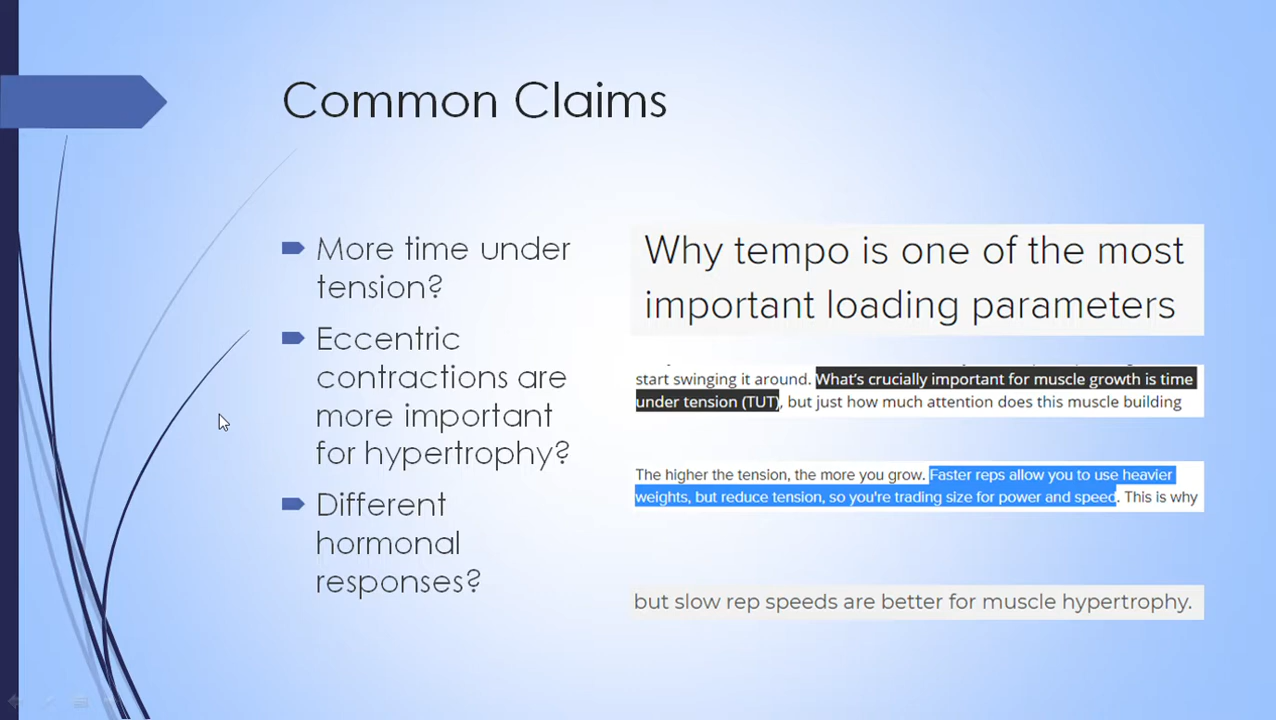 Common Claims
More time under
tension?
Eccentric
contractions are
more important
for hypertrophy?
Different
hormonal
responses?
Why tempo is one of the most
important loading parameters
start swinging it around. What's crucially important for muscle growth is time
under tension (TUT), but just how much attention does this muscle building
The higher the tension, the more you grow. Faster reps allow you to use heavier
weights, but reduce tension, so you're trading size for power and speed. This is why
but slow rep speeds are better for muscle hypertrophy.